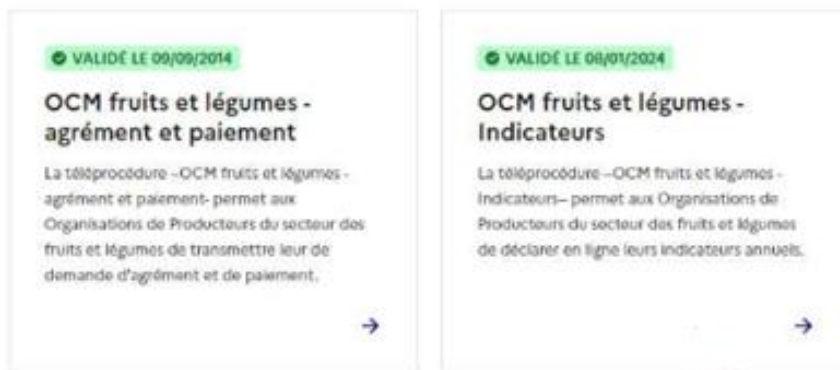 VALIDÉ LE 09/09/2014
OCM fruits et légumes -
agrément et paiement
La téléprocédure –OCM fruits et légumes -
agrément et paiement- permet aux
Organisations de Producteurs du secteur des
fruits et légumes de transmettre leur de
demande d'agrément et de paiement.
VALIDÉ LE 08/01/2024
OCM fruits et légumes -
Indicateurs
La téléprocédure –OCM fruits et légumes -
Indicateurs– permet aux Organisations de
Producteurs du secteur des fruits et légumes
de déclarer en ligne leurs indicateurs annuels.